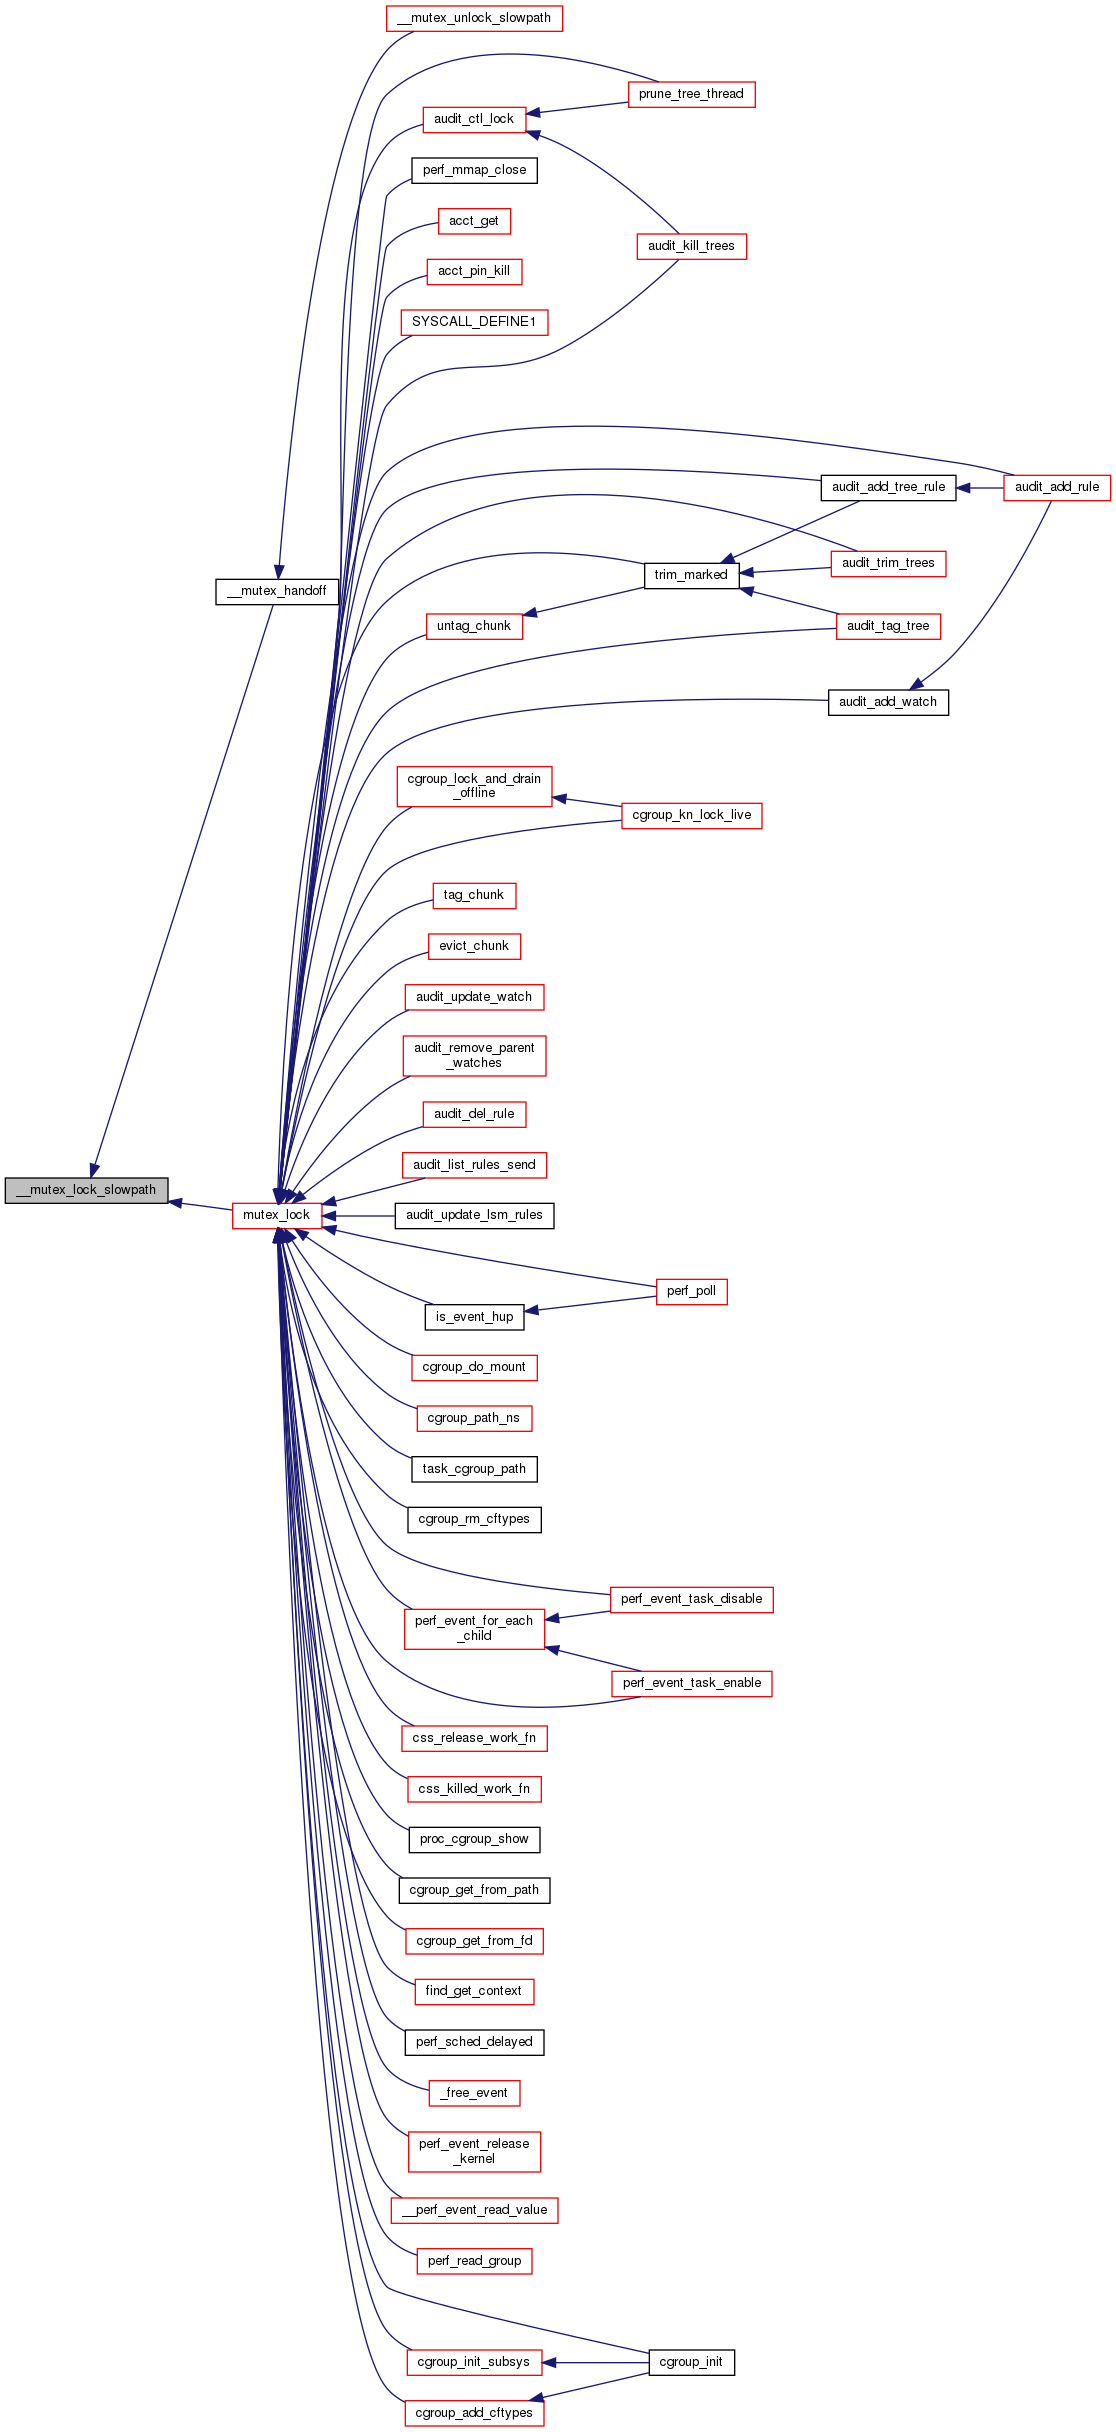 __mutex_unlock_slowpath
prune_tree_thread
audit_ctl_lock
perf_mmap_close
acct_get
audit_kill_trees
acct_pin_kill
SYSCALL_DEFINE1
audit_add_tree_rule
audit_add_rule
audit_trim_trees
trim_marked
__mutex_handoff
untag_chunk
audit_tag_tree
audit_add_watch
cgroup_lock_and_drain
_offline
cgroup_kn_lock_live
tag_chunk
evict_chunk
audit_update_watch
audit_remove_parent
_watches
audit_del_rule
audit_list_rules_send
__mutex_lock_slowpath
mutex_lock
audit_update_lsm_rules
perf_poll
is_event_hup
cgroup_do_mount
cgroup_path_ns
task_cgroup_path
cgroup_rm_cftypes
perf_event_task_disable
perf_event_for_each
_child
perf_event_task_enable
css_release_work_fn
css_killed_work_fn
proc_cgroup_show
cgroup_get_from_path
cgroup_get_from_fd
find_get_context
perf_sched_delayed
_free_event
perf_event_release
_kernel
__perf_event_read_value
perf_read_group
cgroup_init_subsys
cgroup_init
cgroup_add_cftypes